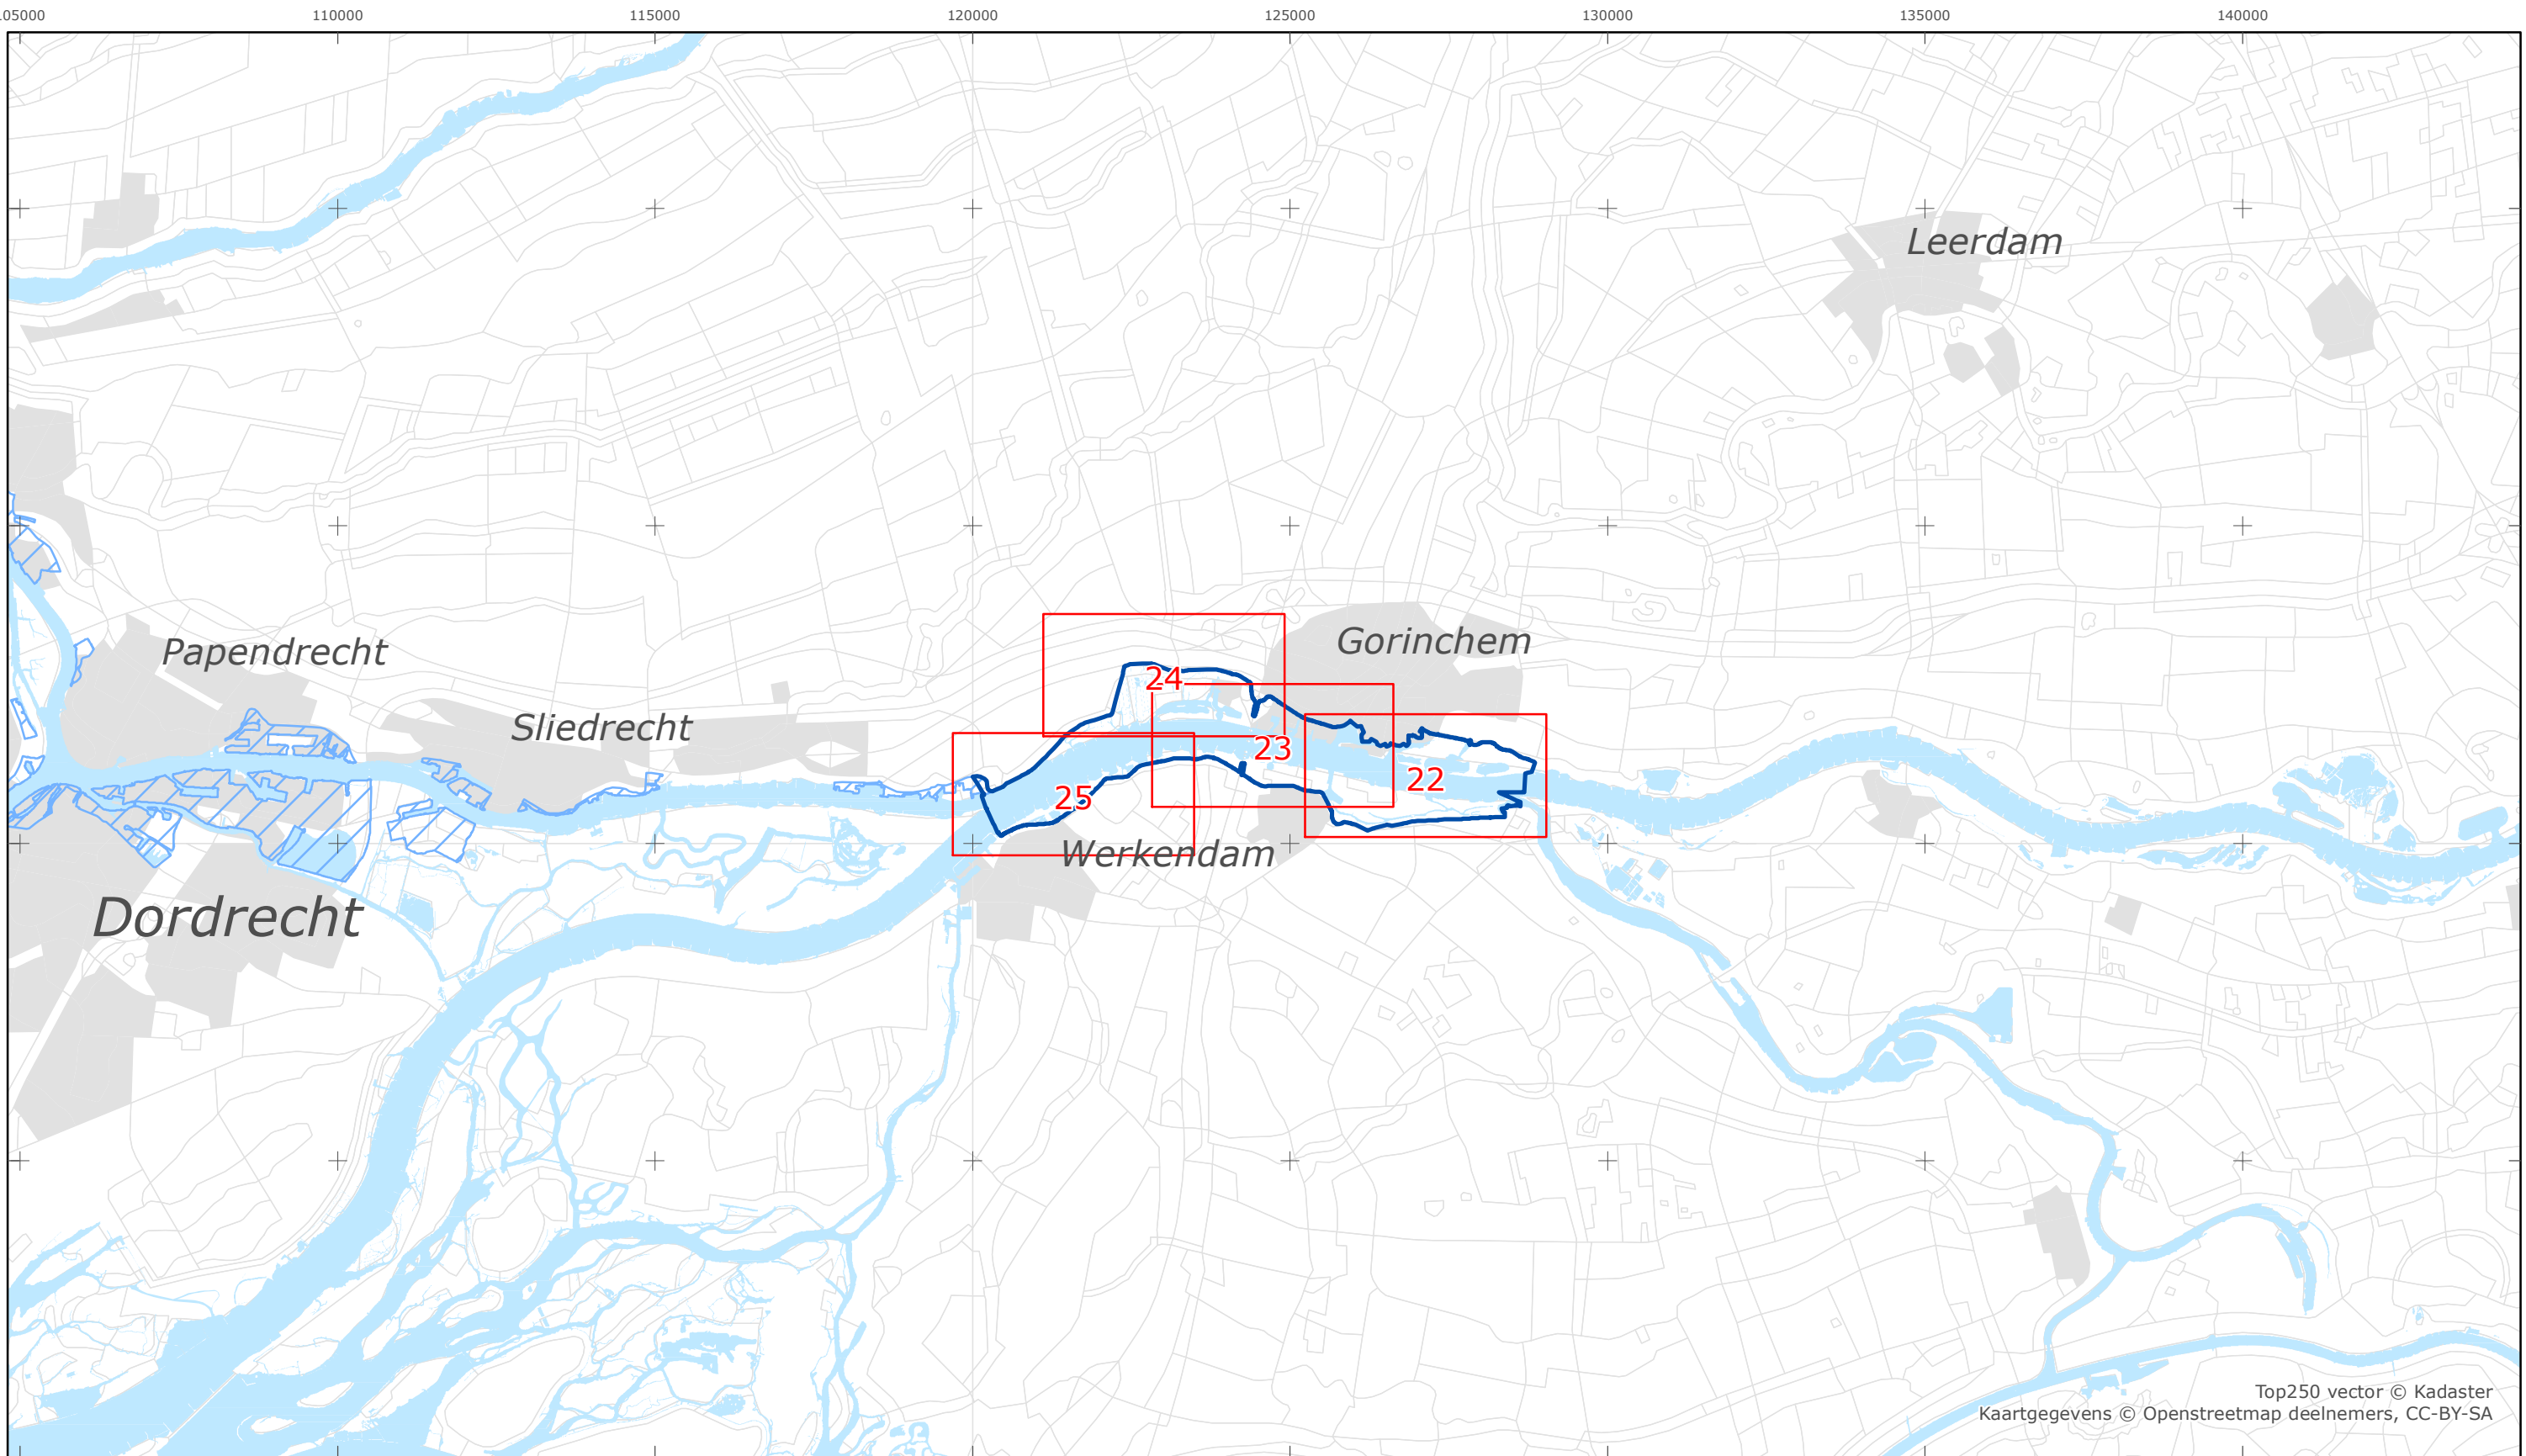 05000 110000 115000 120000 125000 130000 135000 140000
Leerdam
Gorinchem
Papendrecht
24
Sliedrecht
23
22
25
Werkendam
Dordrecht
Top250 vector © Kadaster
Kaartgegevens © Openstreetmap deelnemers, CC-BY-SA